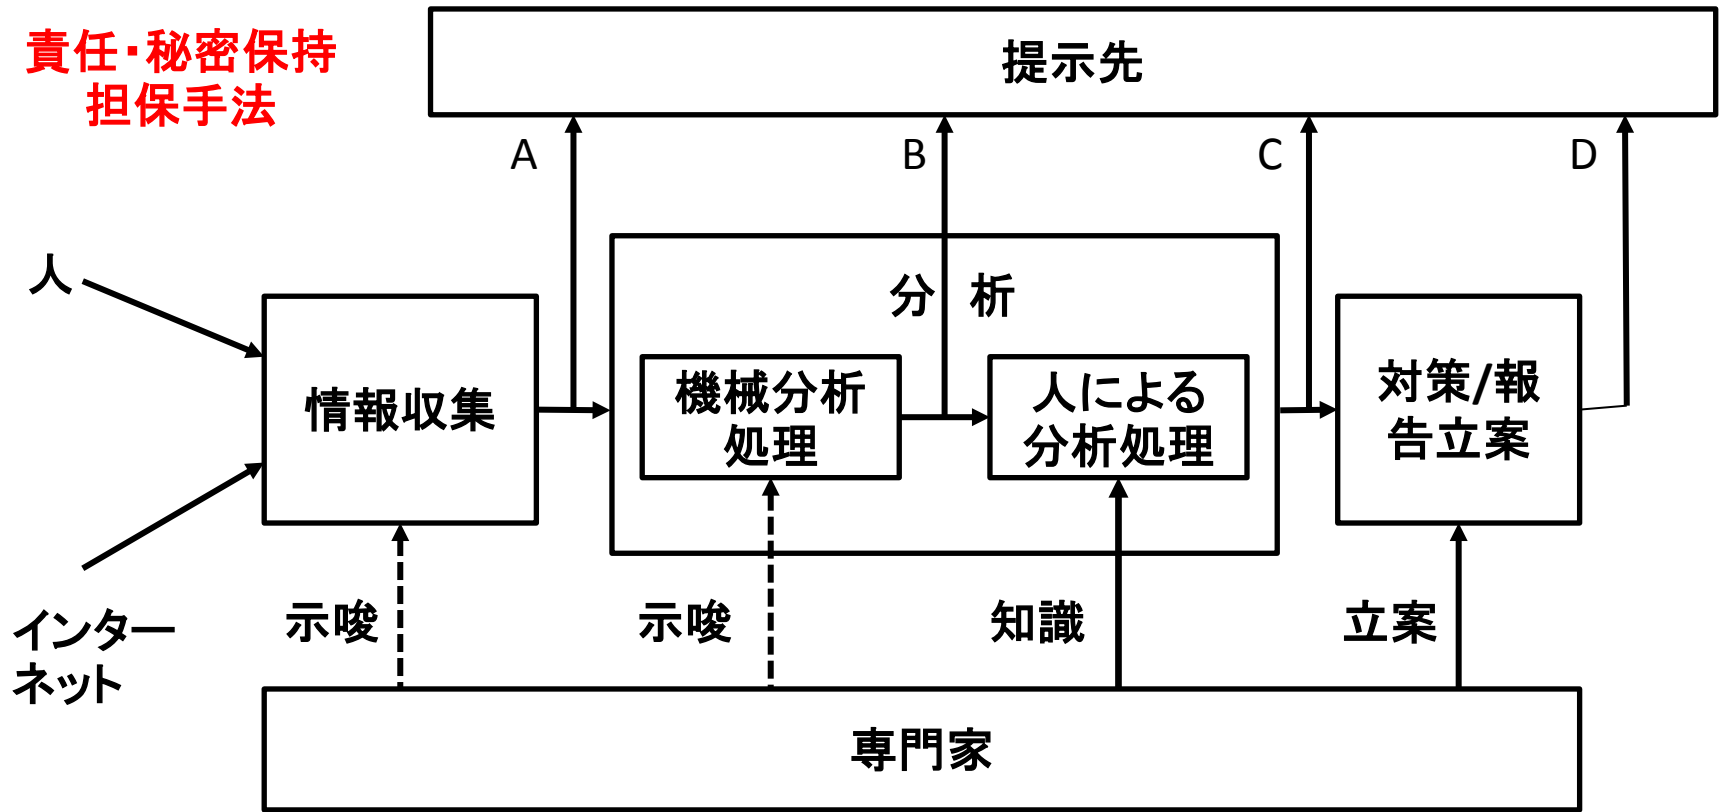 責任・秘密保持
担保手法
提示先
A
B
C
D
人
分 析
情報収集
機械分析
処理
人による
分析処理
対策/報
告立案
インター
ネット
示唆
示唆
知識
立案
専門家